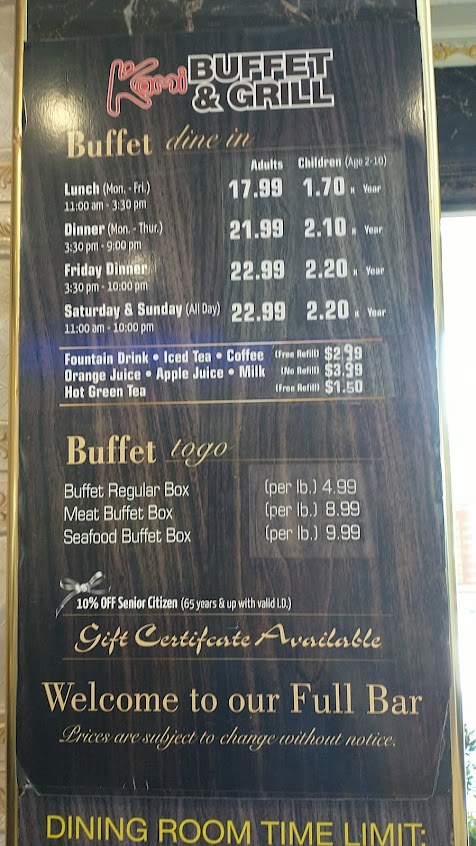 Kami BUFFET
& GRILL
Buffet dine in
Adults Children (Age 2-10)
Lunch (Mon. - Fri.) 17.99 1.70 x Year
11:00 am - 3:30 pm
Dinner (Mon. - Thur.) 21.99 2.10 x Year
3:30 pm - 9:00 pm
Friday Dinner 22.99 2.20 x Year
3:30 pm - 10:00 pm
Saturday & Sunday (All Day) 22.99 2.20 x Year
11:00 am - 10:00 pm
Fountain Drink • Iced Tea • Coffee (Free Refill) $2.99
Orange Juice • Apple Juice • Milk (No Refill) $3.99
Hot Green Tea (Free Refill) $1.50
Buffet togo
Buffet Regular Box (per lb.) 4.99
Meat Buffet Box (per lb.) 8.99
Seafood Buffet Box (per lb.) 9.99
10% OFF Senior Citizen (65 years & up with valid I.D.)
Gift Certifcate Available
Welcome to our Full Bar
Prices are subject to change without notice.
DINING ROOM TIME LIMIT: